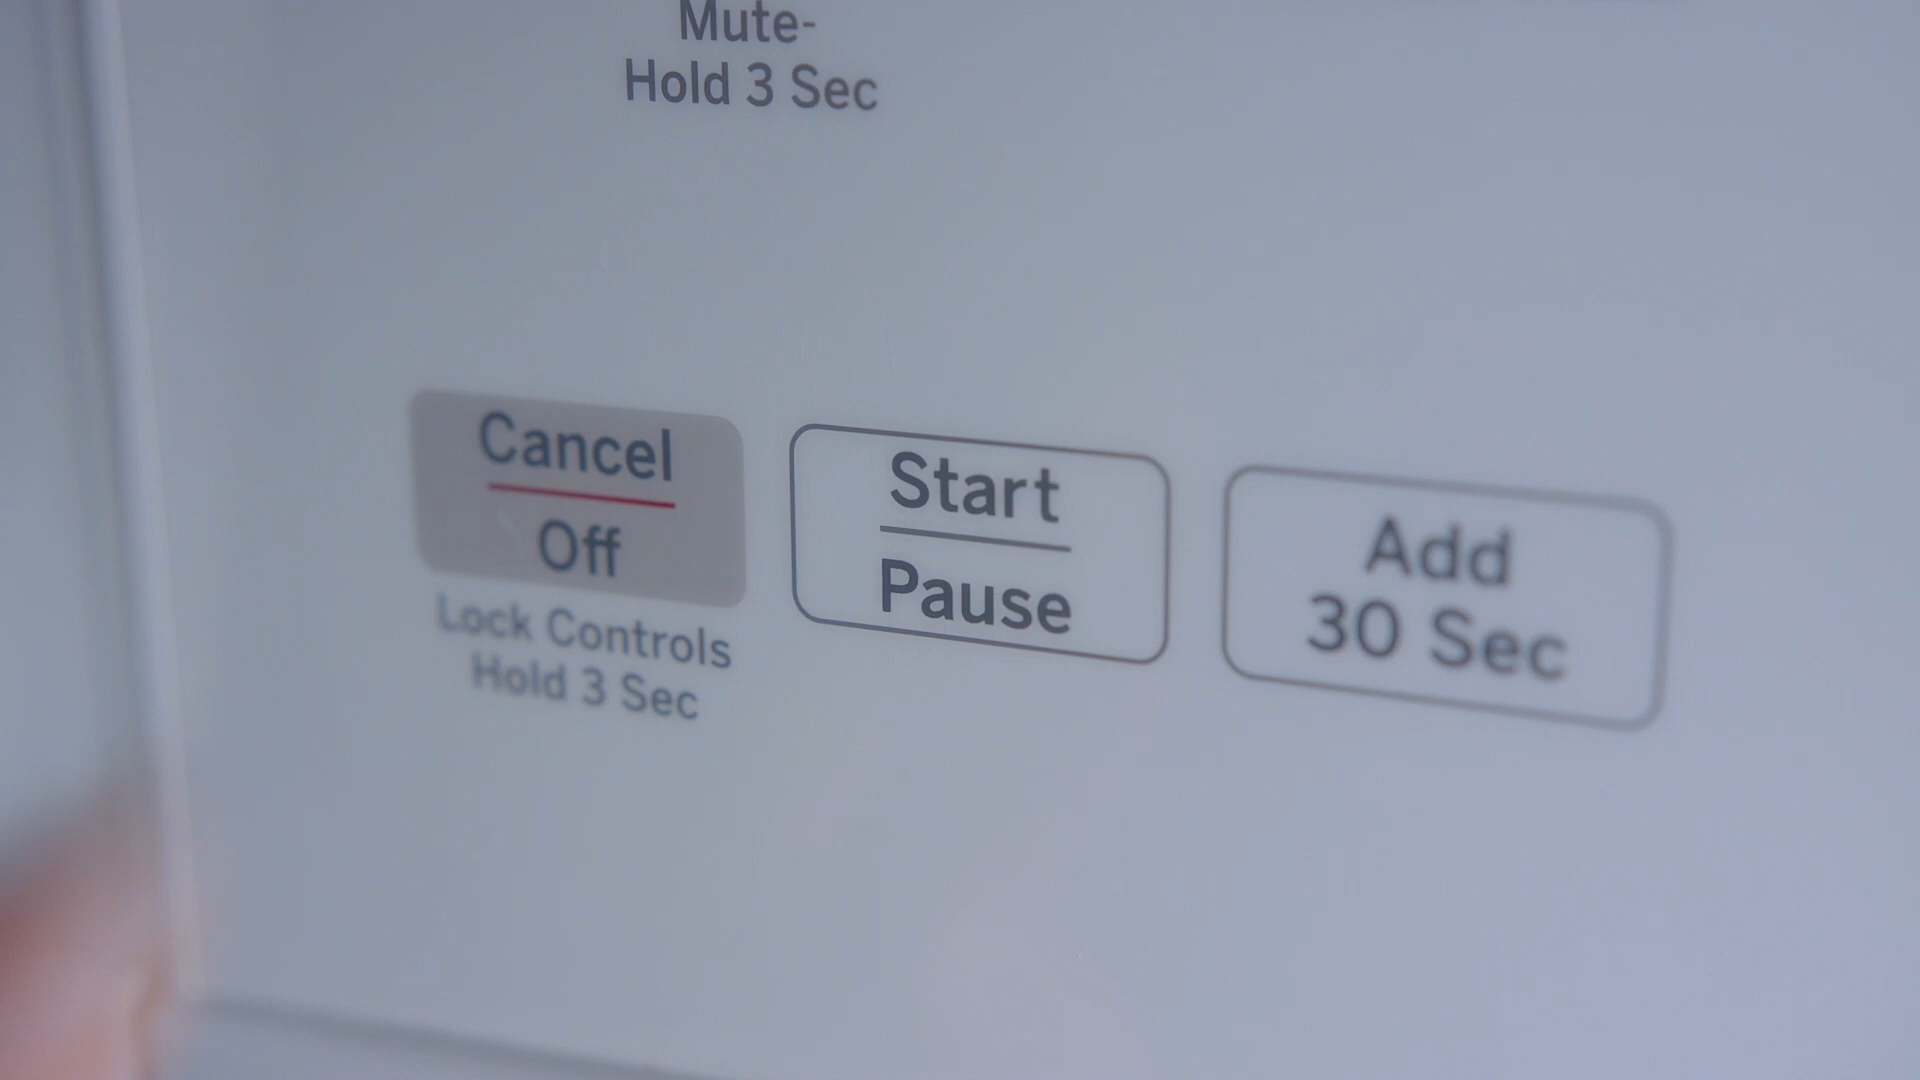 Mute-
Hold 3 Sec
Cancel
Off
Lock Controls
Hold 3 Sec
Start
Pause
Add
30 Sec